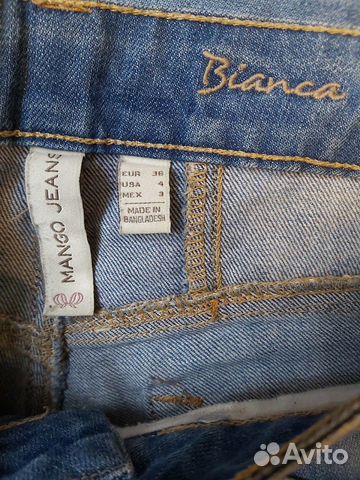 Bianca
MANGO JEANS
EUR 36
USA 4
MEX 3
MADE IN
BANGLADESH
Avito